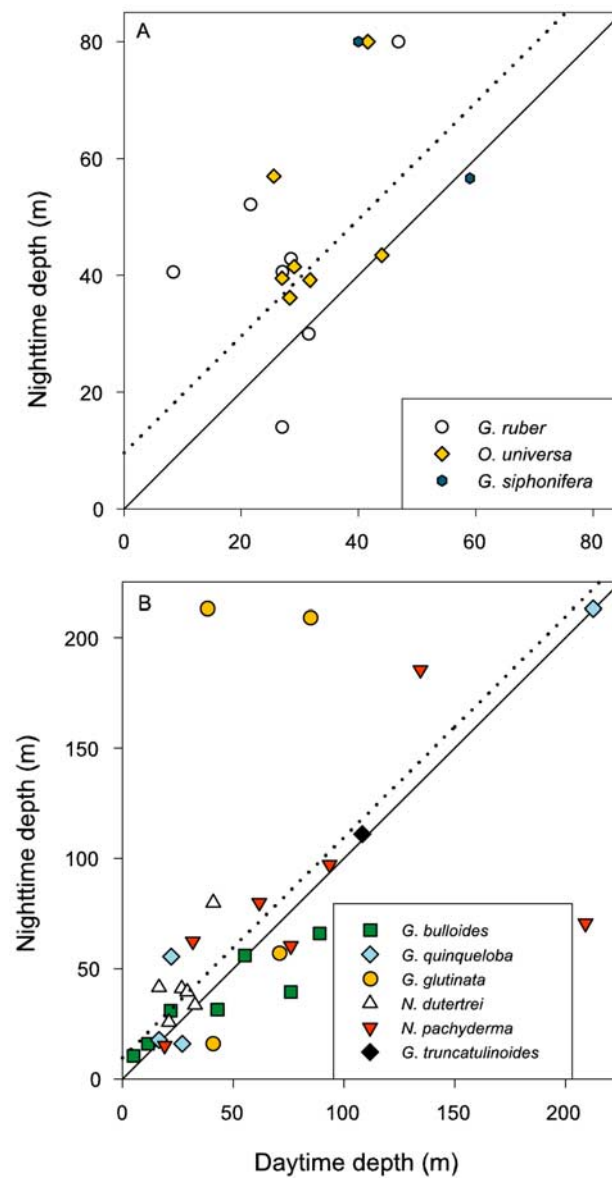 A
80
60
40
20
0
Nighttime depth (m)
G. ruber
O. universa
G. siphonifera
0 20 40 60 80
B
200
150
100
50
0
Nighttime depth (m)
G. bulloides
G. quinqueloba
G. glutinata
N. dutertrei
N. pachyderma
G. truncatulinoides
0 50 100 150 200
Daytime depth (m)